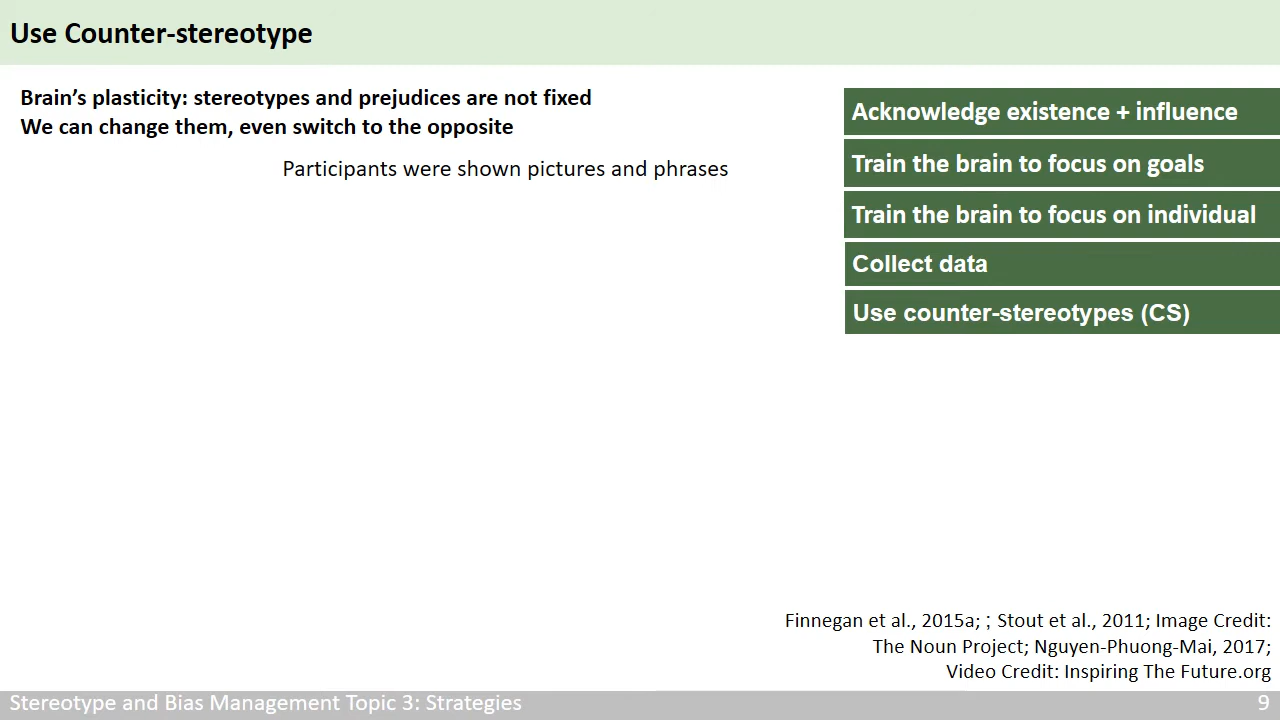 Use Counter-stereotype
Brain’s plasticity: stereotypes and prejudices are not fixed
We can change them, even switch to the opposite
Participants were shown pictures and phrases
Acknowledge existence + influence
Train the brain to focus on goals
Train the brain to focus on individual
Collect data
Use counter-stereotypes (CS)
Finnegan et al., 2015a; ; Stout et al., 2011; Image Credit:
The Noun Project; Nguyen-Phuong-Mai, 2017;
Video Credit: Inspiring The Future.org
Stereotype and Bias Management Topic 3: Strategies
9